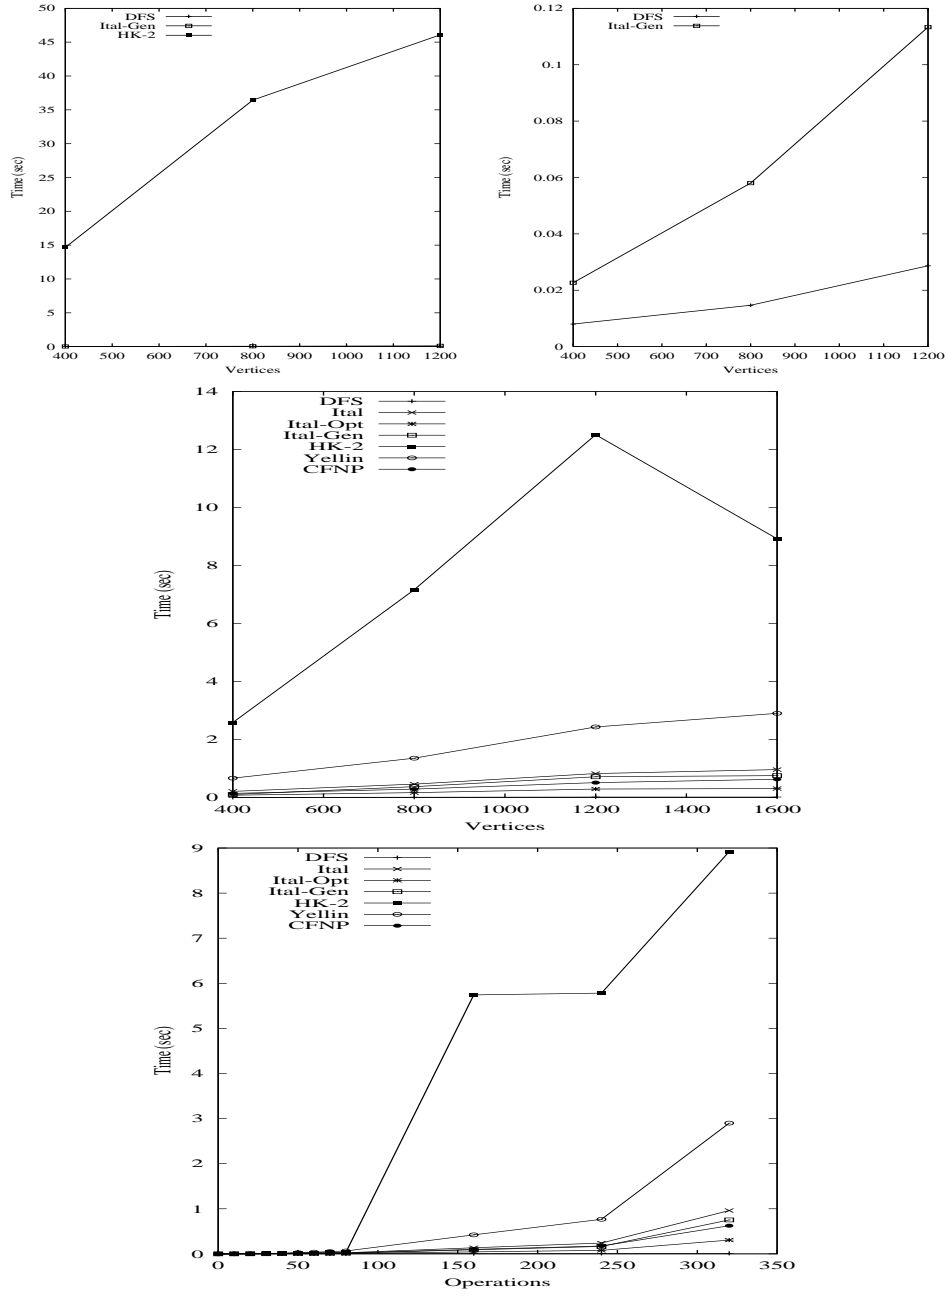 50
45
40
35
30
25
20
15
10
5
0
400 500 600 700 800 900 1000 1100 1200
Time (sec)
Vertices
DFS
Ital-Gen
HK-2
0.12
0.1
0.08
0.06
0.04
0.02
0
400 500 600 700 800 900 1000 1100 1200
Time (sec)
Vertices
DFS
Ital-Gen
14
12
10
8
6
4
2
0
400 600 800 1000 1200 1400 1600
Time (sec)
Vertices
DFS
Ital
Ital-Opt
Ital-Gen
HK-2
Yellin
CFNP
9
8
7
6
5
4
3
2
1
0
0 50 100 150 200 250 300 350
Time (sec)
Operations
DFS
Ital
Ital-Opt
Ital-Gen
HK-2
Yellin
CFNP